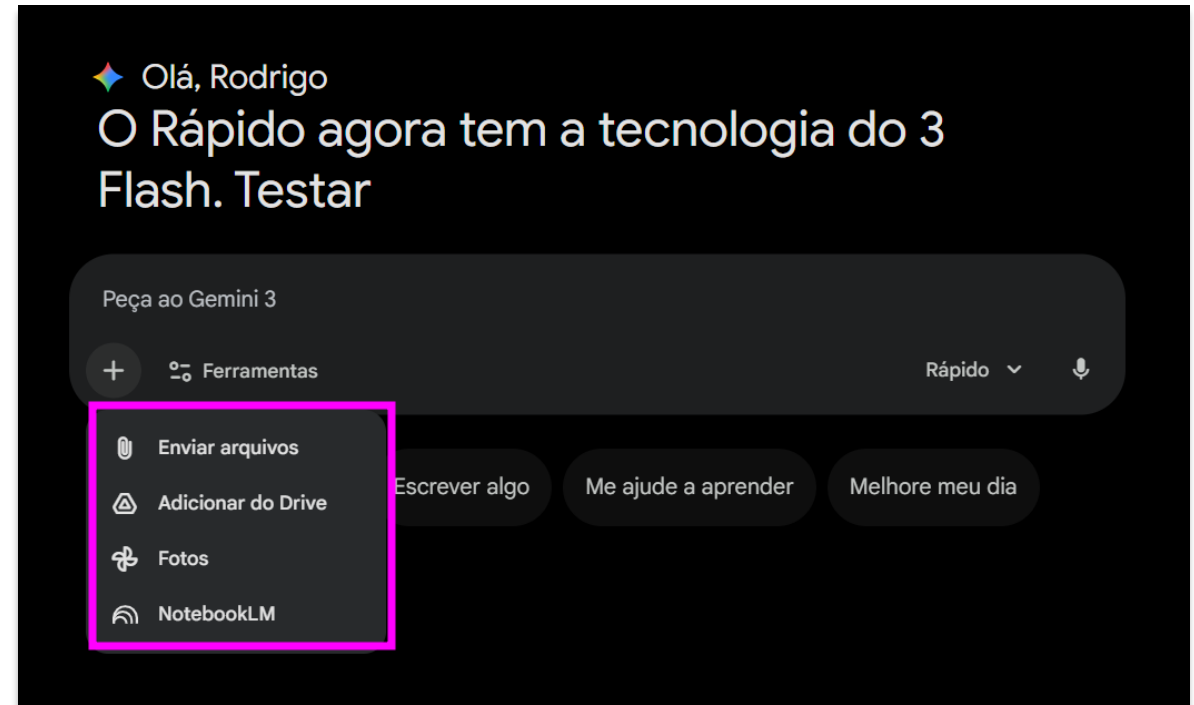 Olá, Rodrigo
O Rápido agora tem a tecnologia do 3
Flash. Testar
Peça ao Gemini 3
Ferramentas
Rápido
Enviar arquivos
Adicionar do Drive
Fotos
NotebookLM
Escrever algo
Me ajude a aprender
Melhore meu dia